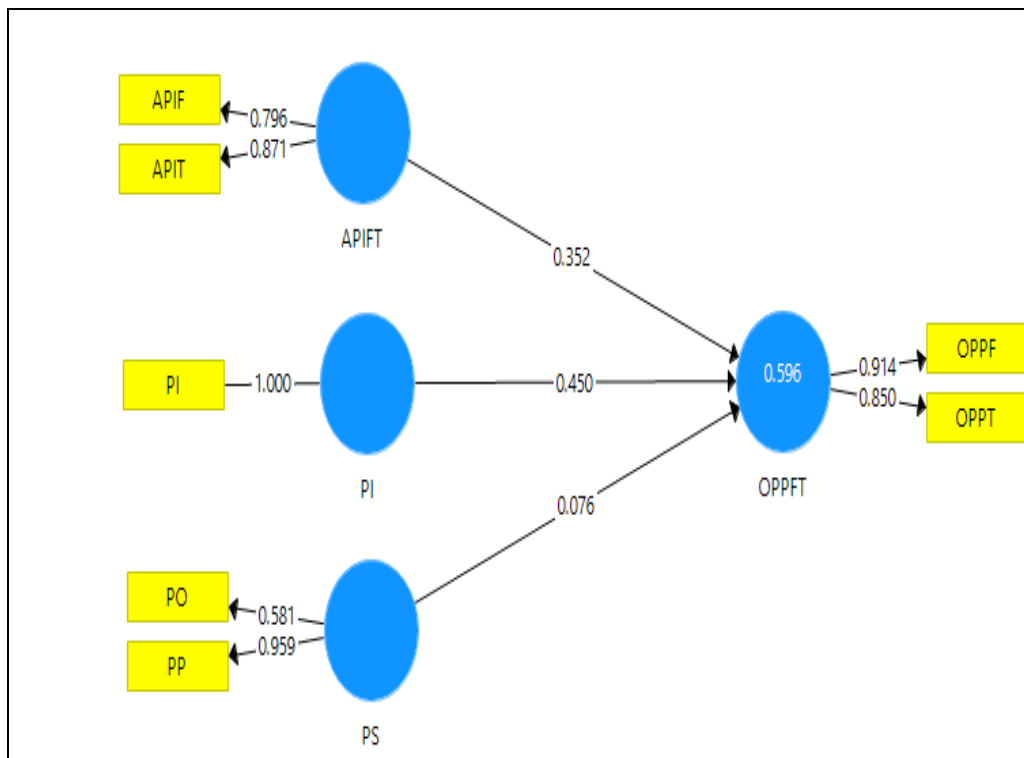 APIF
0.796
0.871
APIT
APIFT
0.352
PI
1.000
PI
0.450
0.596
OPPFT
0.914
0.850
OPPF
OPPT
0.076
PO
0.581
0.959
PP
PS